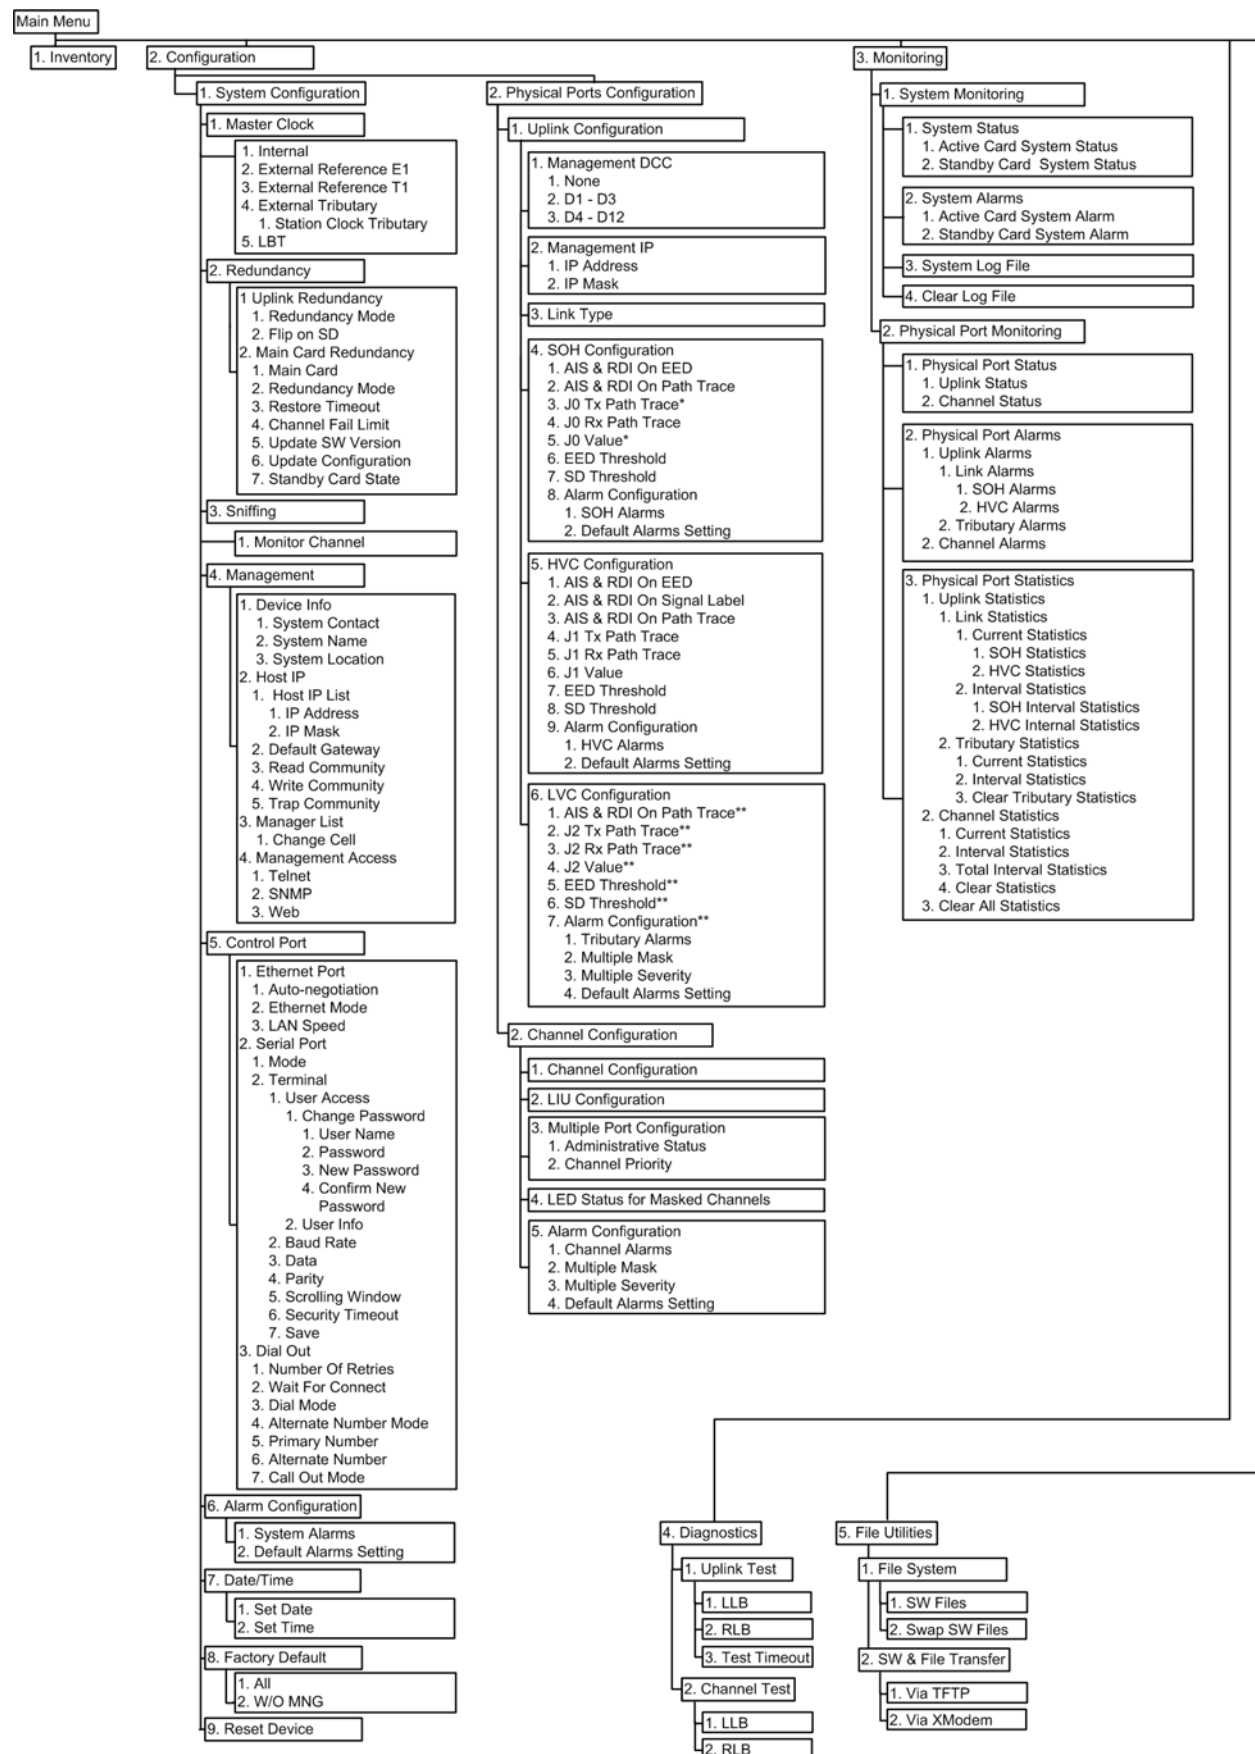 Main Menu
1. Inventory
2. Configuration
1. System Configuration
1. Master Clock
1. Internal
2. External Reference E1
3. External Reference T1
4. External Tributary
1. Station Clock Tributary
5. LBT
2. Redundancy
1 Uplink Redundancy
1. Redundancy Mode
2. Flip on SD
2. Main Card Redundancy
1. Main Card
2. Redundancy Mode
3. Restore Timeout
4. Channel Fail Limit
5. Update SW Version
6. Update Configuration
7. Standby Card State
3. Sniffing
1. Monitor Channel
4. Management
1. Device Info
1. System Contact
2. System Name
3. System Location
2. Host IP
1. Host IP List
1. IP Address
2. IP Mask
2. Default Gateway
3. Read Community
4. Write Community
5. Trap Community
3. Manager List
1. Change Cell
4. Management Access
1. Telnet
2. SNMP
3. Web
5. Control Port
1. Ethernet Port
1. Auto-negotiation
2. Ethernet Mode
3. LAN Speed
2. Serial Port
1. Mode
2. Terminal
1. User Access
1. Change Password
1. User Name
2. Password
3. New Password
4. Confirm New
Password
2. User Info
2. Baud Rate
3. Data
4. Parity
5. Scrolling Window
6. Security Timeout
7. Save
3. Dial Out
1. Number Of Retries
2. Wait For Connect
3. Dial Mode
4. Alternate Number Mode
5. Primary Number
6. Alternate Number
7. Call Out Mode
6. Alarm Configuration
1. System Alarms
2. Default Alarms Setting
7. Date/Time
1. Set Date
2. Set Time
8. Factory Default
1. All
2. W/O MNG
9. Reset Device
2. Physical Ports Configuration
1. Uplink Configuration
1. Management DCC
1. None
2. D1 - D3
3. D4 - D12
2. Management IP
1. IP Address
2. IP Mask
3. Link Type
4. SOH Configuration
1. AIS & RDI On EED
2. AIS & RDI On Path Trace
3. J0 Tx Path Trace*
4. J0 Rx Path Trace
5. J0 Value*
6. EED Threshold
7. SD Threshold
8. Alarm Configuration
1. SOH Alarms
2. Default Alarms Setting
5. HVC Configuration
1. AIS & RDI On EED
2. AIS & RDI On Signal Label
3. AIS & RDI On Path Trace
4. J1 Tx Path Trace
5. J1 Rx Path Trace
6. J1 Value
7. EED Threshold
8. SD Threshold
9. Alarm Configuration
1. HVC Alarms
2. Default Alarms Setting
6. LVC Configuration
1. AIS & RDI On Path Trace**
2. J2 Tx Path Trace**
3. J2 Rx Path Trace**
4. J2 Value**
5. EED Threshold**
6. SD Threshold**
7. Alarm Configuration**
1. Tributary Alarms
2. Multiple Mask
3. Multiple Severity
4. Default Alarms Setting
2. Channel Configuration
1. Channel Configuration
2. LIU Configuration
3. Multiple Port Configuration
1. Administrative Status
2. Channel Priority
4. LED Status for Masked Channels
5. Alarm Configuration
1. Channel Alarms
2. Multiple Mask
3. Multiple Severity
4. Default Alarms Setting
3. Monitoring
1. System Monitoring
1. System Status
1. Active Card System Status
2. Standby Card System Status
2. System Alarms
1. Active Card System Alarm
2. Standby Card System Alarm
3. System Log File
4. Clear Log File
2. Physical Port Monitoring
1. Physical Port Status
1. Uplink Status
2. Channel Status
2. Physical Port Alarms
1. Uplink Alarms
1. Link Alarms
1. SOH Alarms
2. HVC Alarms
2. Tributary Alarms
2. Channel Alarms
3. Physical Port Statistics
1. Uplink Statistics
1. Link Statistics
1. Current Statistics
1. SOH Statistics
2. HVC Statistics
2. Interval Statistics
1. SOH Interval Statistics
2. HVC Internal Statistics
2. Tributary Statistics
1. Current Statistics
2. Interval Statistics
3. Clear Tributary Statistics
2. Channel Statistics
1. Current Statistics
2. Interval Statistics
3. Total Interval Statistics
4. Clear Statistics
3. Clear All Statistics
4. Diagnostics
1. Uplink Test
1. LLB
2. RLB
3. Test Timeout
2. Channel Test
1. LLB
2. RLB
5. File Utilities
1. File System
1. SW Files
2. Swap SW Files
2. SW & File Transfer
1. Via TFTP
2. Via XModem